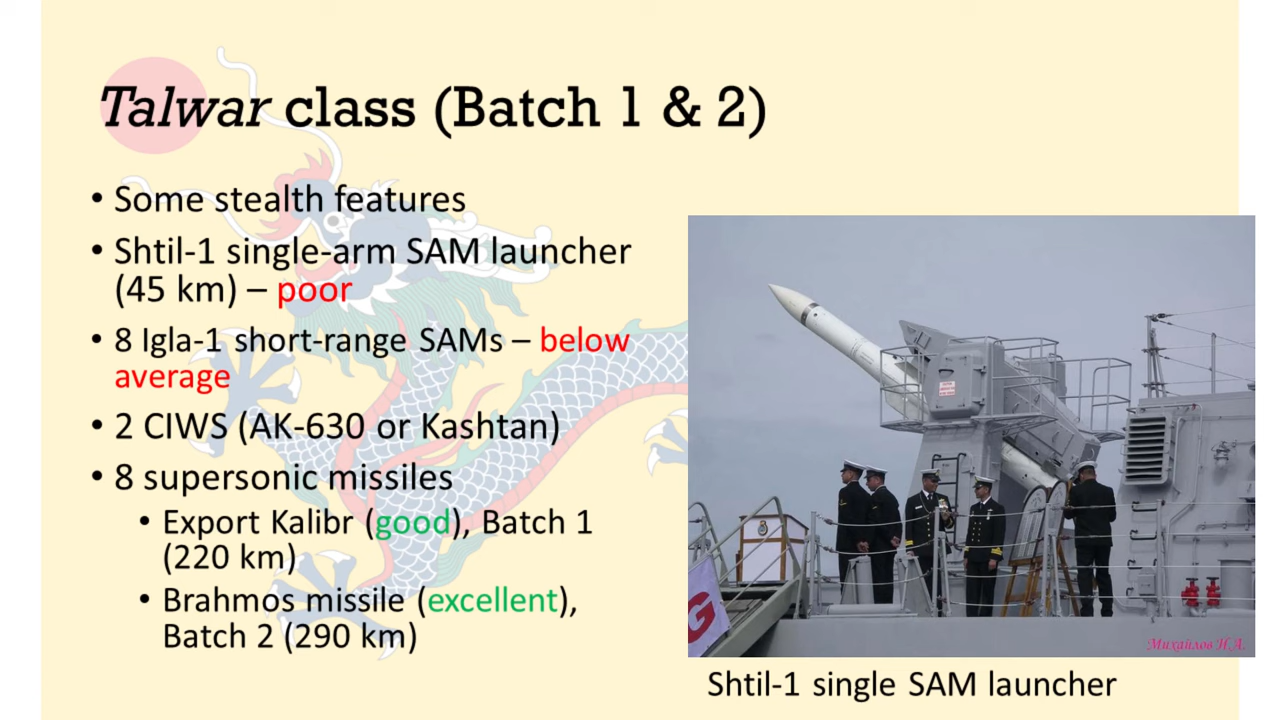 Talwar class (Batch 1 & 2)
• Some stealth features
• Shtil-1 single-arm SAM launcher
(45 km) – poor
• 8 Igla-1 short-range SAMs – below
average
• 2 CIWS (AK-630 or Kashtan)
• 8 supersonic missiles
• Export Kalibr (good), Batch 1
(220 km)
• Brahmos missile (excellent),
Batch 2 (290 km)
G
Михайлов Н.А.
Shtil-1 single SAM launcher